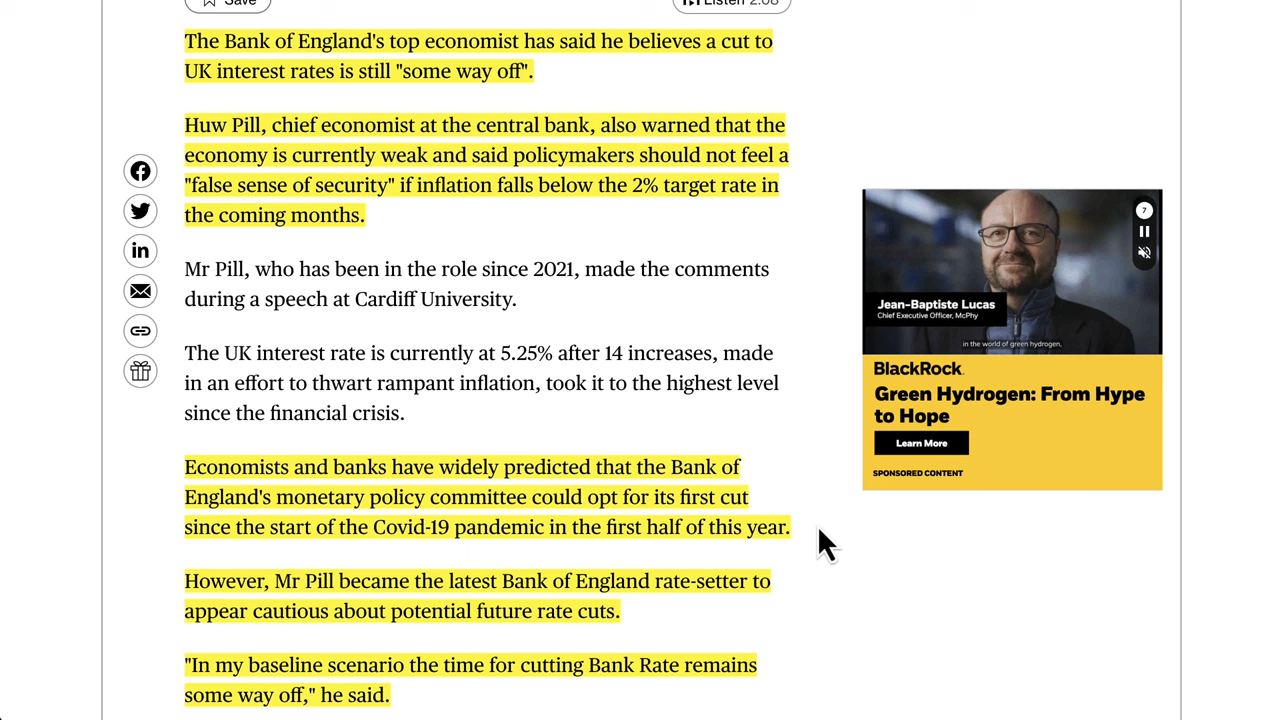 Save
Listen 2:08
The Bank of England's top economist has said he believes a cut to
UK interest rates is still "some way off".
Huw Pill, chief economist at the central bank, also warned that the
economy is currently weak and said policymakers should not feel a
"false sense of security" if inflation falls below the 2% target rate in
the coming months.
Mr Pill, who has been in the role since 2021, made the comments
during a speech at Cardiff University.
The UK interest rate is currently at 5.25% after 14 increases, made
in an effort to thwart rampant inflation, took it to the highest level
since the financial crisis.
Economists and banks have widely predicted that the Bank of
England's monetary policy committee could opt for its first cut
since the start of the Covid-19 pandemic in the first half of this year.
However, Mr Pill became the latest Bank of England rate-setter to
appear cautious about potential future rate cuts.
"In my baseline scenario the time for cutting Bank Rate remains
some way off," he said.
in
7
Jean-Baptiste Lucas
Chief Executive Officer, McPhy
in the world of green hydrogen,
BlackRock.
Green Hydrogen: From Hype
to Hope
Learn More
SPONSORED CONTENT